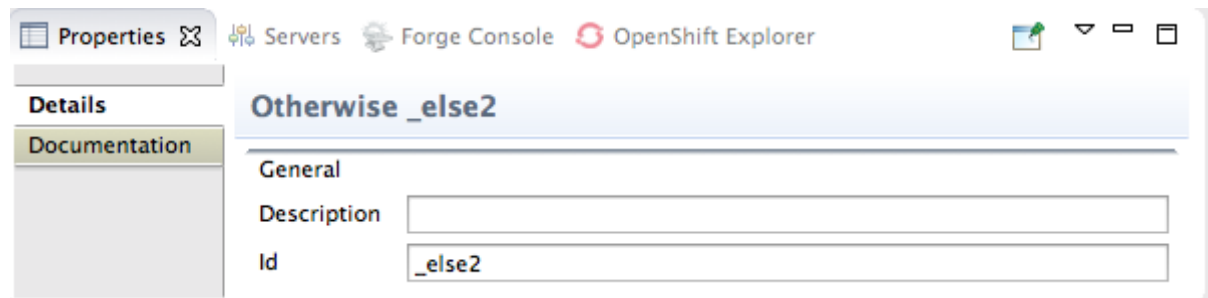 Properties Servers Forge Console OpenShift Explorer
Details
Documentation
Otherwise _else2
General
Description
Id _else2